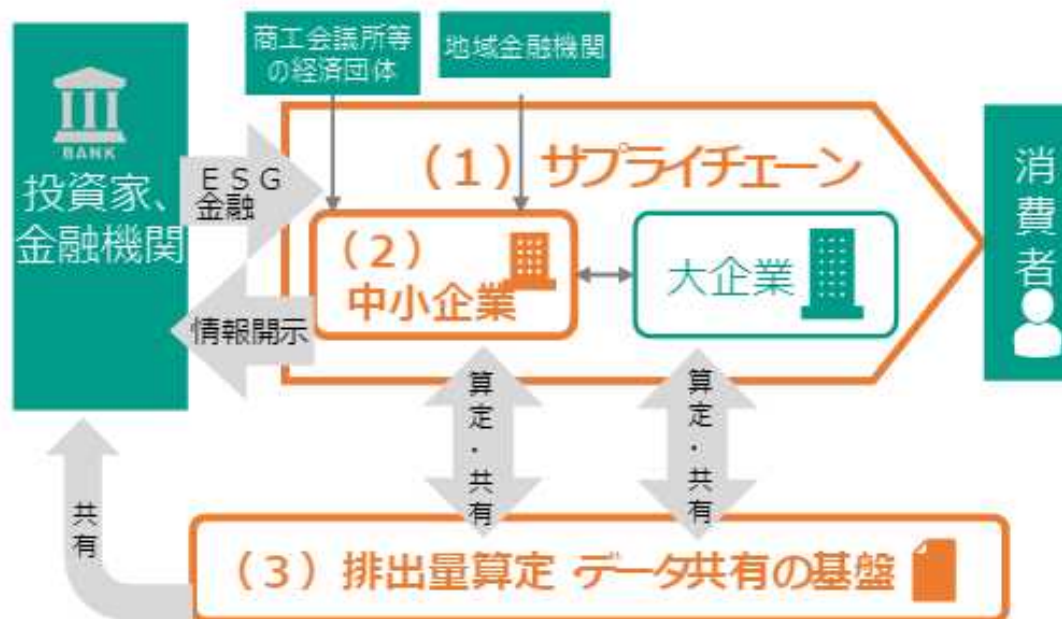 商工会議所等
の経済団体
地域金融機関
BANK
投資家、
金融機関
ＥＳＧ
金融
情報開示
（１）サプライチェーン
（２）
中小企業
大企業
消費者
算定・共有
算定・共有
共有
（３）排出量算定 データ共有の基盤